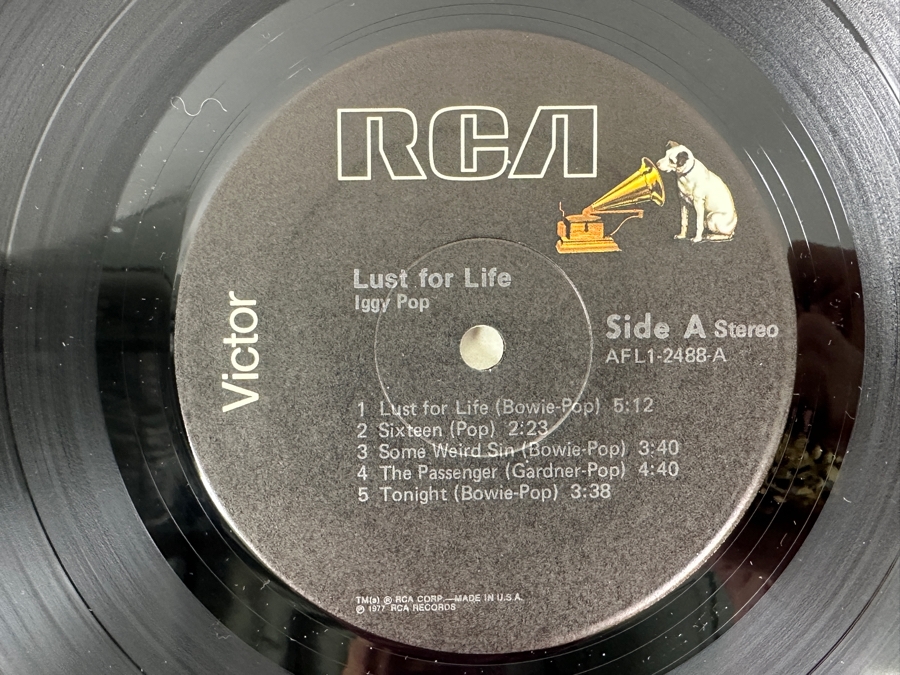 RCA
Victor
Lust for Life
Iggy Pop
Side A Stereo
AFL1-2488-A
1 Lust for Life (Bowie-Pop) 5:12
2 Sixteen (Pop) 2:23
3 Some Weird Sin (Bowie-Pop) 3:40
4 The Passenger (Gardner-Pop) 4:40
5 Tonight (Bowie-Pop) 3:38
TM(s) ® RCA CORP.—MADE IN U.S.A.
℗ 1977 RCA RECORDS